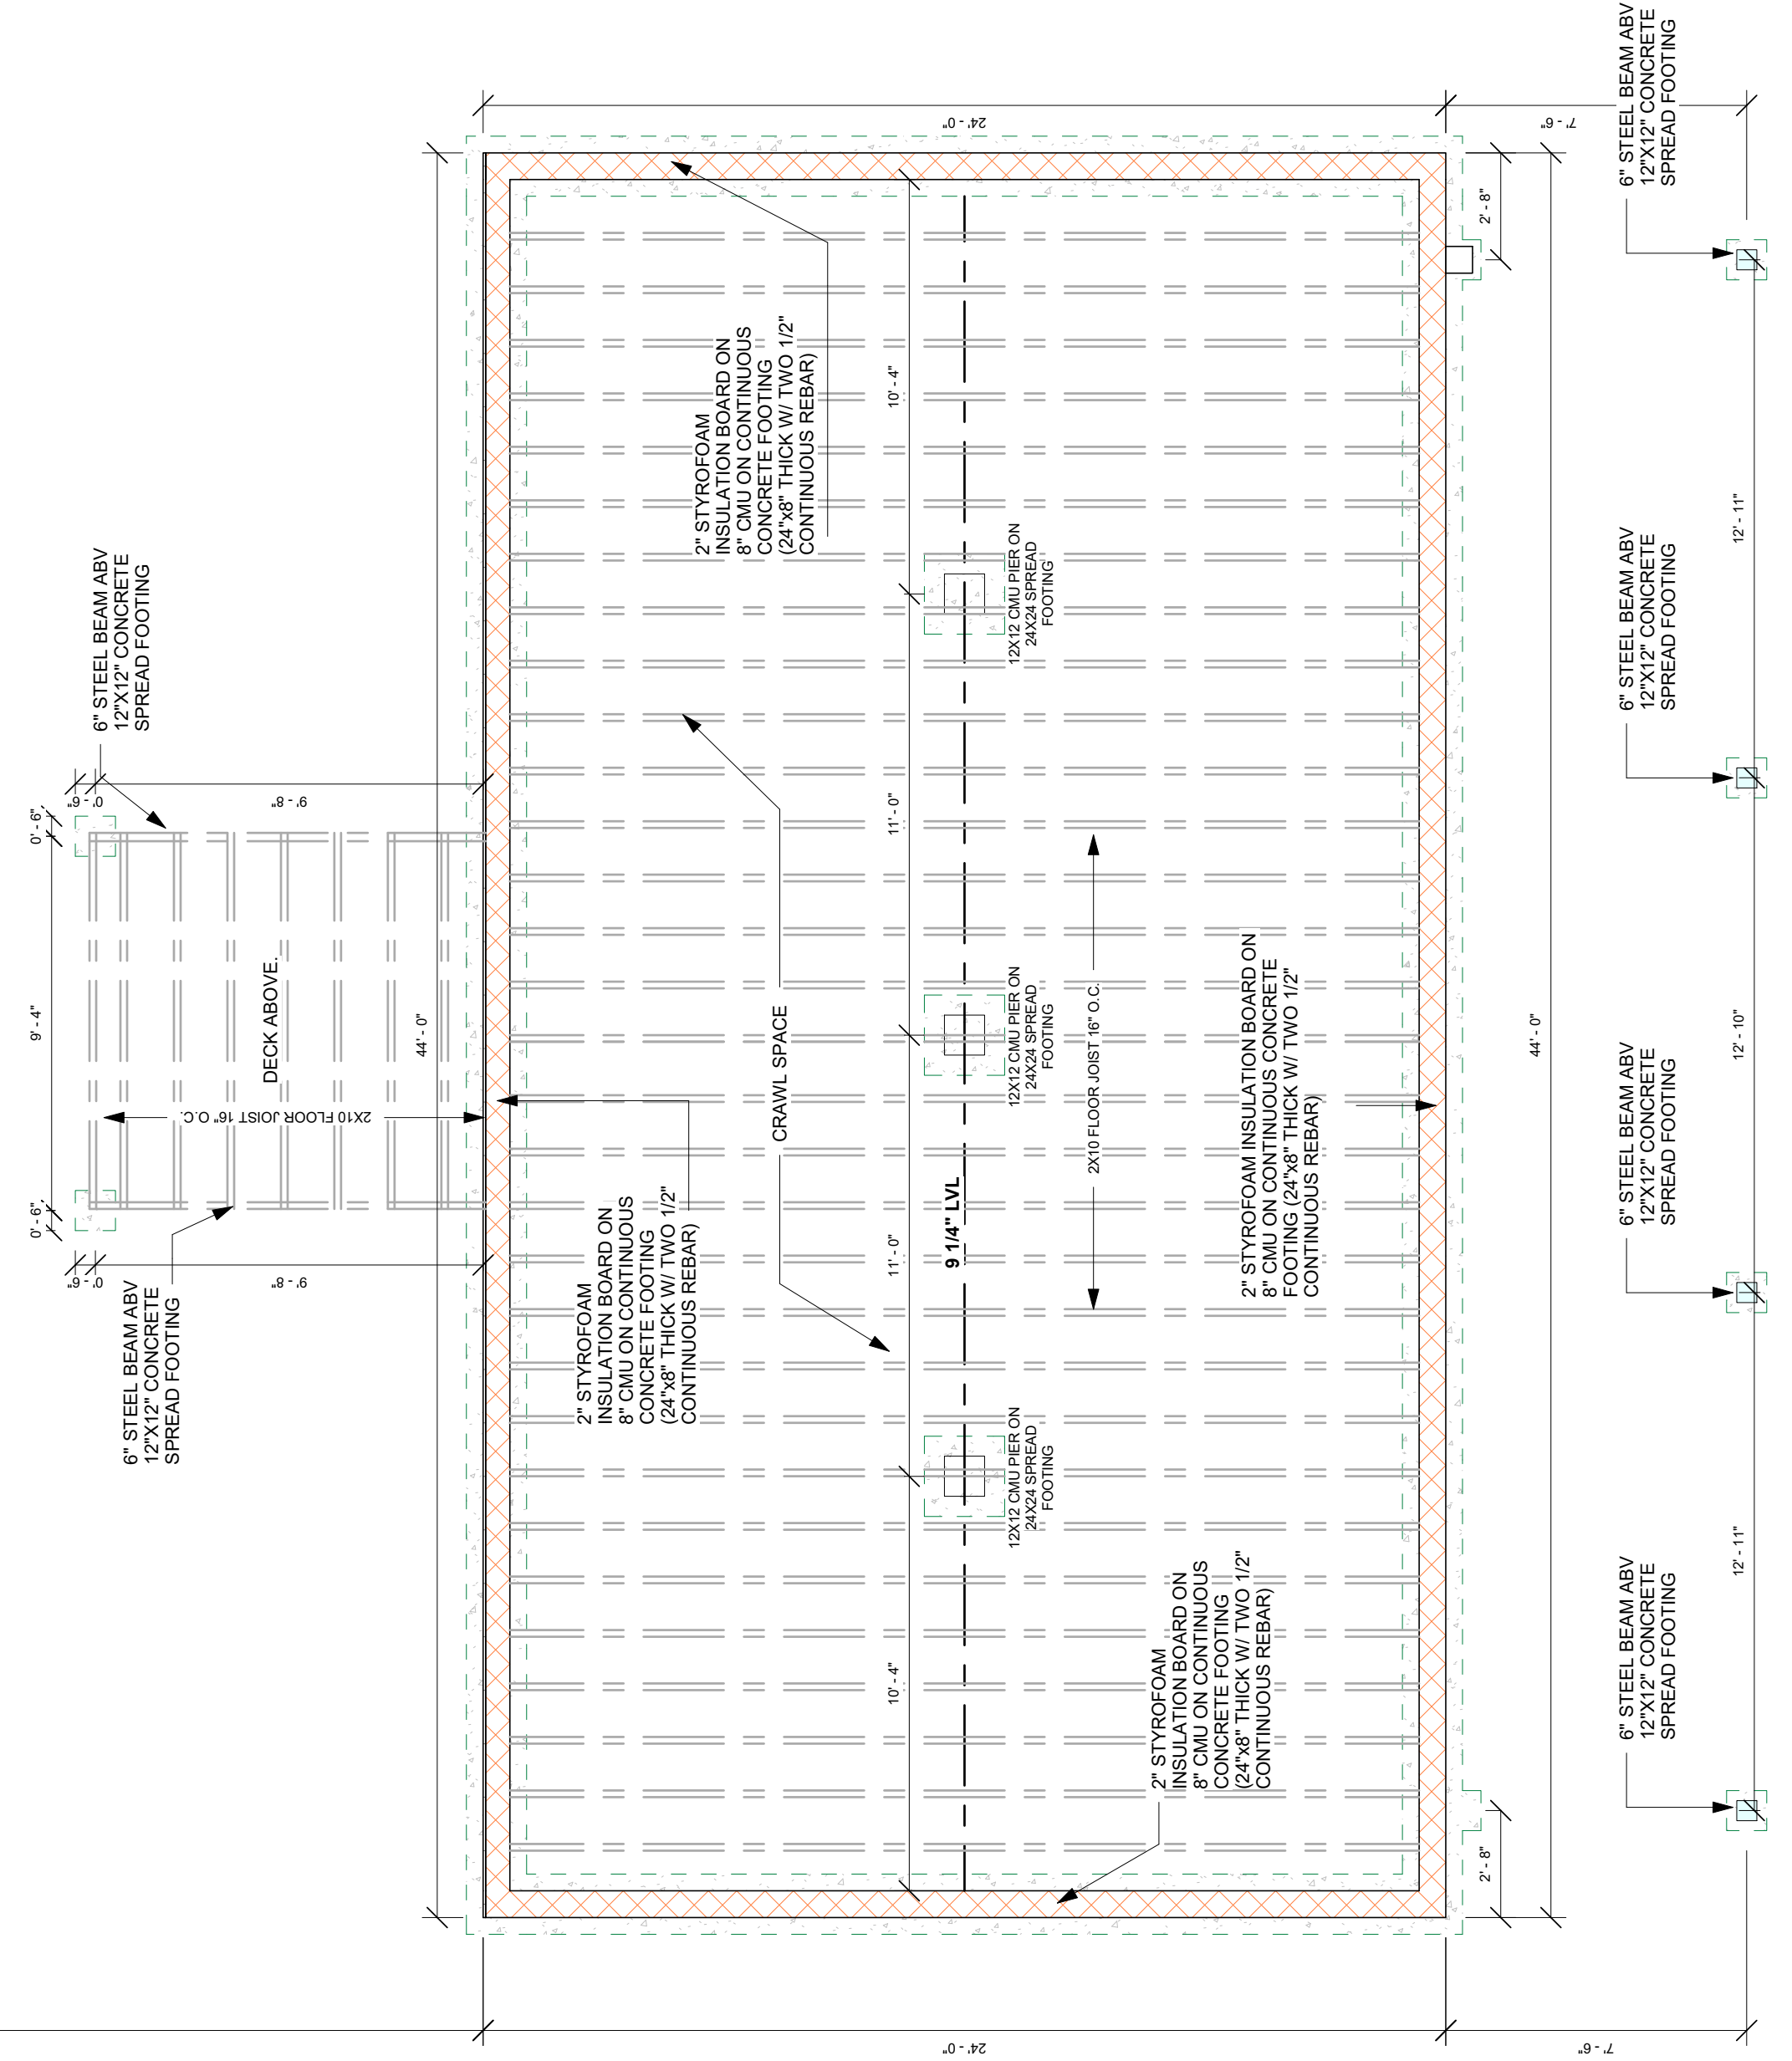 6" STEEL BEAM ABV
12"X12" CONCRETE
SPREAD FOOTING
6" STEEL BEAM ABV
12"X12" CONCRETE
SPREAD FOOTING
0' - 6"
9' - 4"
0' - 6"
0' - 6"
9' - 8"
0' - 6"
9' - 8"
DECK ABOVE.
2X10 FLOOR JOIST 16" O.C.
44' - 0"
24' - 0"
7' - 6"
24' - 0"
7' - 6"
2" STYROFOAM
INSULATION BOARD ON
8" CMU ON CONTINUOUS
CONCRETE FOOTING
(24"x8" THICK W/ TWO 1/2"
CONTINUOUS REBAR)
2" STYROFOAM
INSULATION BOARD ON
8" CMU ON CONTINUOUS
CONCRETE FOOTING
(24"x8" THICK W/ TWO 1/2"
CONTINUOUS REBAR)
CRAWL SPACE
10' - 4"
11' - 0"
11' - 0"
10' - 4"
9 1/4" LVL
12X12 CMU PIER ON
24X24 SPREAD
FOOTING
12X12 CMU PIER ON
24X24 SPREAD
FOOTING
12X12 CMU PIER ON
24X24 SPREAD
FOOTING
2X10 FLOOR JOIST 16" O.C.
2" STYROFOAM
INSULATION BOARD ON
8" CMU ON CONTINUOUS
CONCRETE FOOTING
(24"x8" THICK W/ TWO 1/2"
CONTINUOUS REBAR)
2" STYROFOAM INSULATION BOARD ON
8" CMU ON CONTINUOUS CONCRETE
FOOTING (24"x8" THICK W/ TWO 1/2"
CONTINUOUS REBAR)
2' - 8"
2' - 8"
44' - 0"
6" STEEL BEAM ABV
12"X12" CONCRETE
SPREAD FOOTING
6" STEEL BEAM ABV
12"X12" CONCRETE
SPREAD FOOTING
6" STEEL BEAM ABV
12"X12" CONCRETE
SPREAD FOOTING
6" STEEL BEAM ABV
12"X12" CONCRETE
SPREAD FOOTING
12' - 11"
12' - 10"
12' - 11"